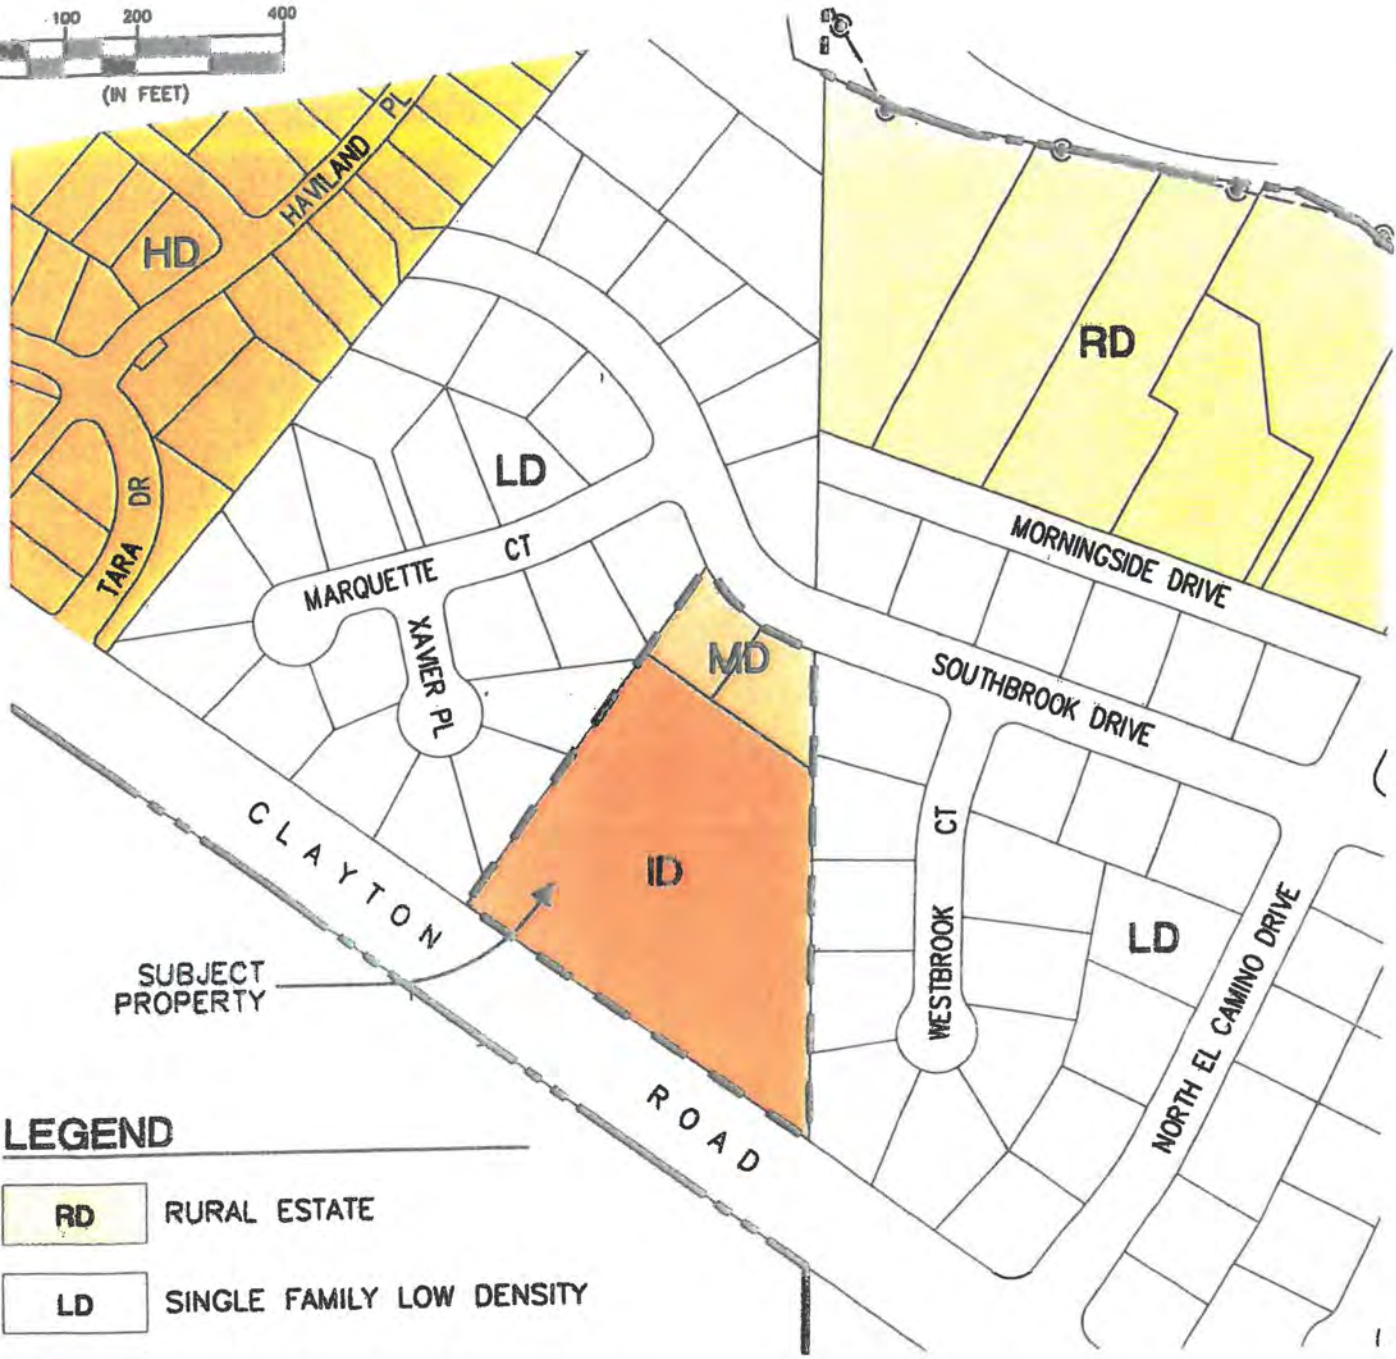 100 200 400
(IN FEET)
HAVILAND PL
HD
RD
LD
TARA DR
MORNINGSIDE DRIVE
MARQUETTE CT
XAVIER PL
MD
SOUTHBROOK DRIVE
CLAYTON ROAD
ID
WESTBROOK CT
LD
NORTH EL CAMINO DRIVE
SUBJECT
PROPERTY
LEGEND
RD RURAL ESTATE
LD SINGLE FAMILY LOW DENSITY